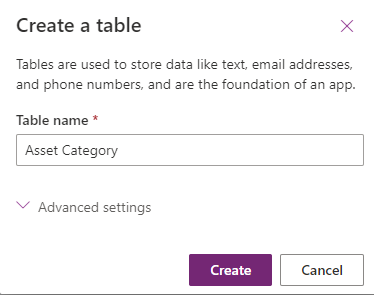 Create a table
Tables are used to store data like text, email addresses,
and phone numbers, and are the foundation of an app.
Table name *
Asset Category
Advanced settings
Create Cancel